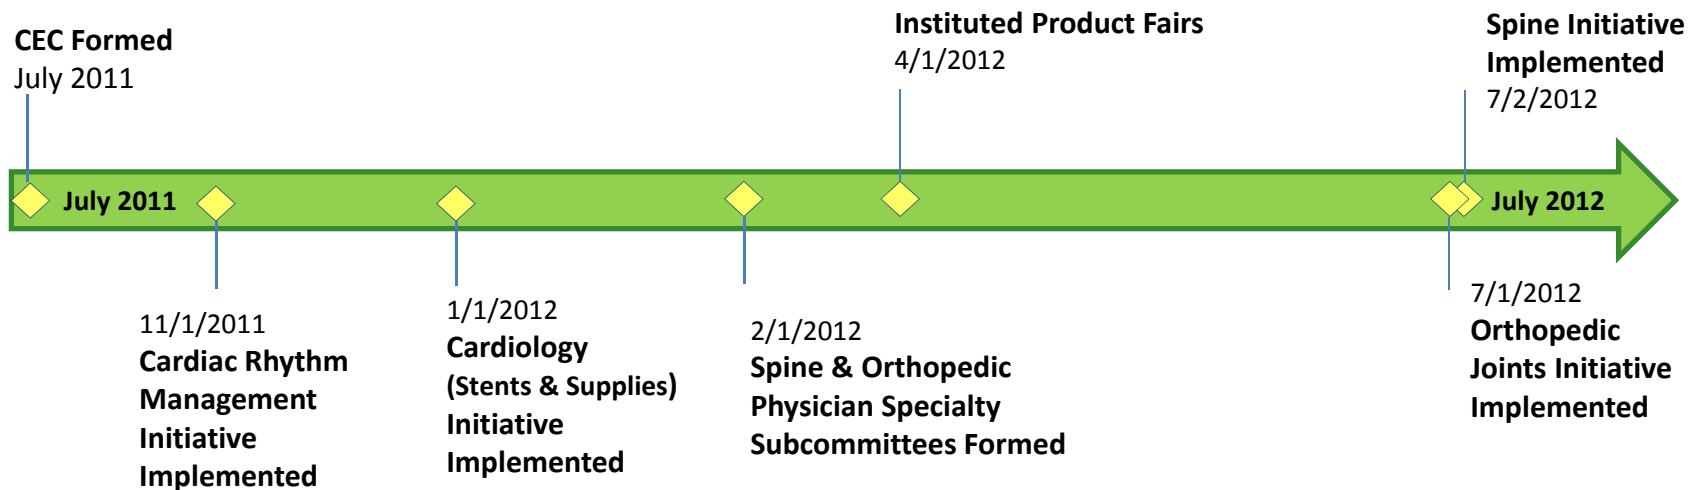 CEC Formed
July 2011
Instituted Product Fairs
4/1/2012
Spine Initiative
Implemented
7/2/2012
July 2011
July 2012
11/1/2011
Cardiac Rhythm
Management
Initiative
Implemented
1/1/2012
Cardiology
(Stents & Supplies)
Initiative
Implemented
2/1/2012
Spine & Orthopedic
Physician Specialty
Subcommittees Formed
7/1/2012
Orthopedic
Joints Initiative
Implemented